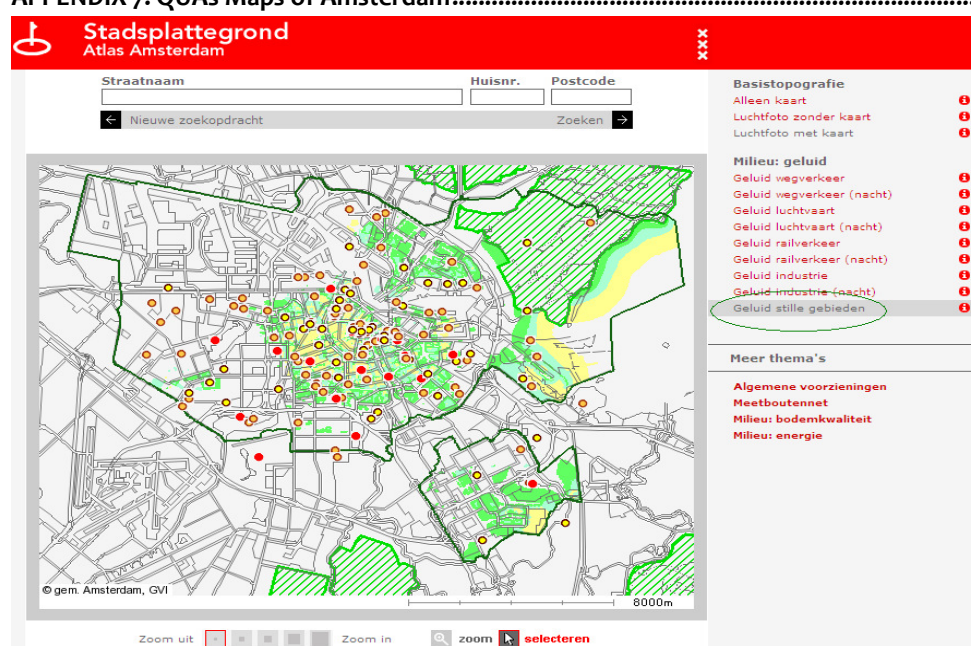 APPENDIX 7: QUAs Maps of Amsterdam
Stadsplattegrond
Atlas Amsterdam
Straatnaam
Huisnr.
Postcode
Nieuwe zoekopdracht
Zoeken
Basistopografie
Alleen kaart
Luchtfoto zonder kaart
Luchtfoto met kaart
Milieu: geluid
Geluid wegverkeer
Geluid wegverkeer (nacht)
Geluid luchtvaart
Geluid luchtvaart (nacht)
Geluid railverkeer
Geluid railverkeer (nacht)
Geluid industrie
Geluid industrie (nacht)
Geluid stille gebieden
Meer thema's
Algemene voorzieningen
Meetboutennet
Milieu: bodemkwaliteit
Milieu: energie
© gem. Amsterdam, GVI
8000m
Zoom uit
Zoom in
zoom
selecteren